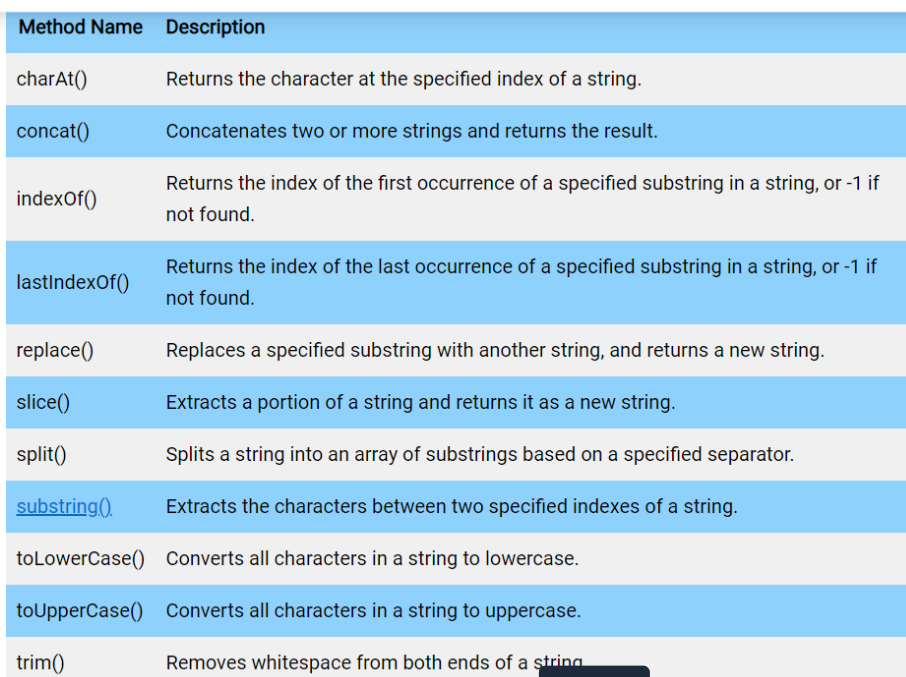 Method Name Description
charAt() Returns the character at the specified index of a string.
concat() Concatenates two or more strings and returns the result.
indexOf() Returns the index of the first occurrence of a specified substring in a string, or -1 if
not found.
lastIndexOf() Returns the index of the last occurrence of a specified substring in a string, or -1 if
not found.
replace() Replaces a specified substring with another string, and returns a new string.
slice() Extracts a portion of a string and returns it as a new string.
split() Splits a string into an array of substrings based on a specified separator.
substring() Extracts the characters between two specified indexes of a string.
toLowerCase() Converts all characters in a string to lowercase.
toUpperCase() Converts all characters in a string to uppercase.
trim() Removes whitespace from both ends of a string